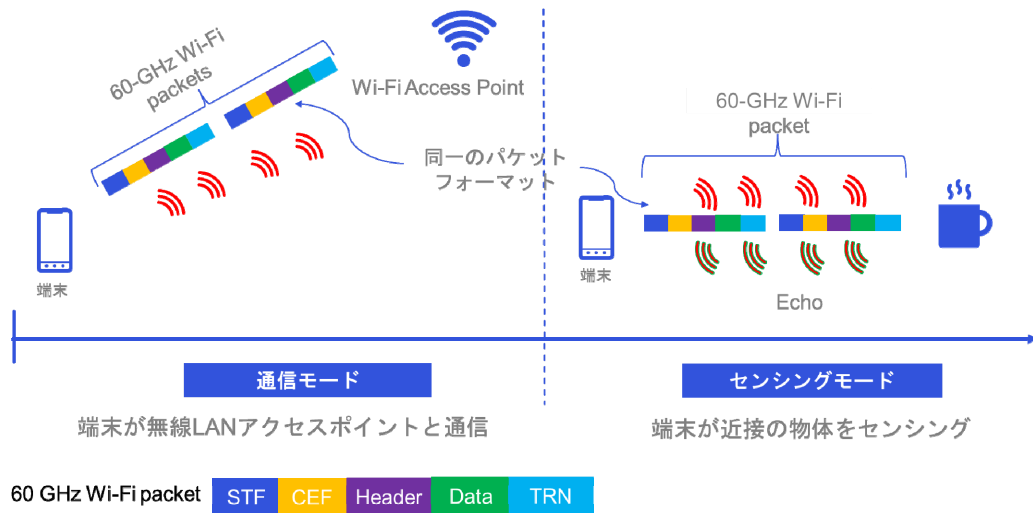 60-GHz Wi-Fi
packets
Wi-Fi Access Point
同一のパケット
フォーマット
端末
60-GHz Wi-Fi
packet
端末
Echo
通信モード
端末が無線LANアクセスポイントと通信
センシングモード
端末が近接の物体をセンシング
60 GHz Wi-Fi packet
STF CEF Header Data TRN